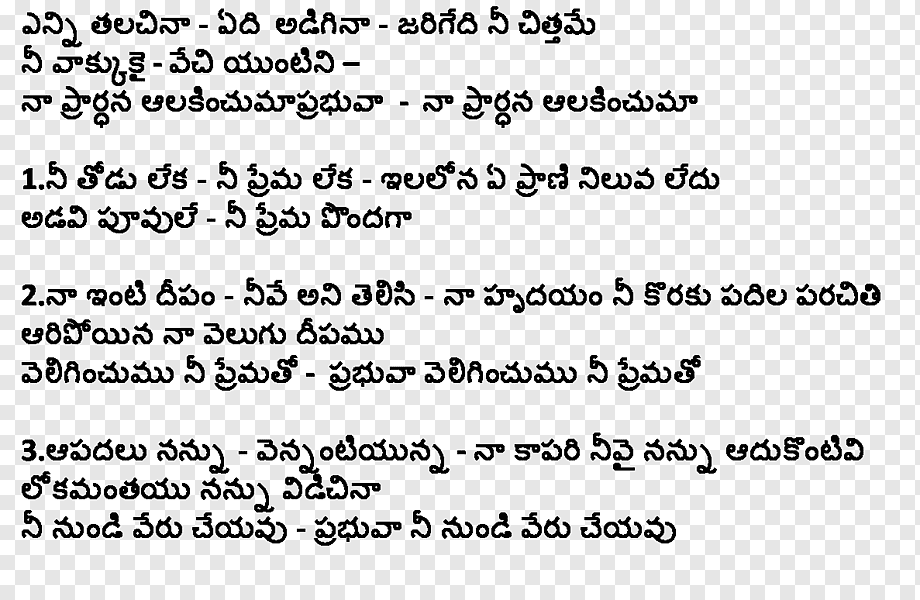 ఎన్ని తలచినా - ఏది  అడిగినా - జరిగేది నీ చిత్తమే
నీ వాక్కుకై - వేచి యుంటిని –
నా ప్రార్ధన ఆలకించుమాప్రభువా  -  నా ప్రార్ధన ఆలకించుమా
1.నీ తోడు లేక - నీ ప్రేమ లేక - ఇలలోన ఏ ప్రాణి నిలువ లేదు
అడవి పూవులే - నీ ప్రేమ పొందగా
2.నా ఇంటి దీపం - నీవే అని తెలిసి - నా హృదయం నీ కొరకు పదిల పరచితి
ఆరిపోయిన నా వెలుగు దీపము
వెలిగించుము నీ ప్రేమతో -  ప్రభువా వెలిగించుము నీ ప్రేమతో
3.ఆపదలు నన్ను - వెన్నంటియున్న - నా కాపరి నీవై నన్ను ఆదుకొంటివి
లోకమంతయు నన్ను విడిచినా
నీ నుండి వేరు చేయవు - ప్రభువా నీ నుండి వేరు చేయవు